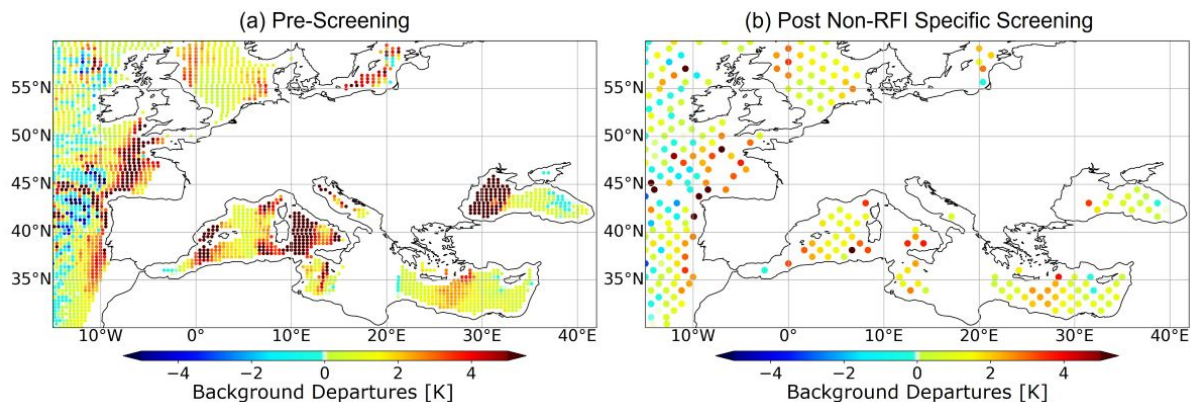 (a) Pre-Screening
(b) Post Non-RFI Specific Screening
55°N
50°N
45°N
40°N
35°N
10°W 0° 10°E 20°E 30°E 40°E
−4 −2 0 2 4
Background Departures [K]
55°N
50°N
45°N
40°N
35°N
10°W 0° 10°E 20°E 30°E 40°E
−4 −2 0 2 4
Background Departures [K]